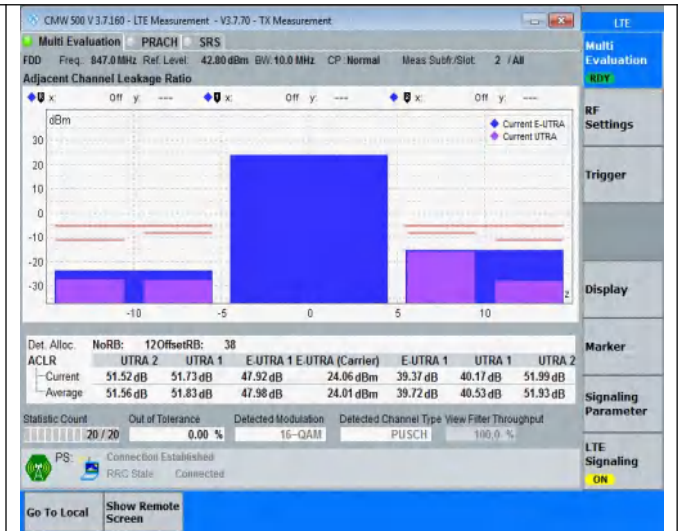 CMW 500 V 3.7.160 - LTE Measurement - V3.7.70 - TX Measurement
LTE
Multi Evaluation PRACH SRS
Multi Evaluation
RDY
FDD Freq.: 847.0 MHz Ref. Level: 42.80 dBm BW: 10.0 MHz CP: Normal Meas Subfr./Slot: 2 / All
Adjacent Channel Leakage Ratio
x: Off y: --- x: Off y: --- x: Off y: ---
dBm
Current E-UTRA
Current UTRA
RF Settings
30
20
10
0
-10
-20
-30
Trigger
-10 -5 0 5 10
Display
Det. Alloc. NoRB: 12 OffsetRB: 38
ACLR UTRA 2 UTRA 1 E-UTRA 1 E-UTRA (Carrier) E-UTRA 1 UTRA 1 UTRA 2
Current 51.52 dB 51.73 dB 47.92 dB 24.06 dBm 39.37 dB 40.17 dB 51.99 dB
Average 51.56 dB 51.83 dB 47.98 dB 24.01 dBm 39.72 dB 40.53 dB 51.93 dB
Marker
Statistic Count Out of Tolerance Detected Modulation Detected Channel Type View Filter Throughput
20 / 20 0.00 % 16-QAM PUSCH 100.0 %
Signaling Parameter
PS: Connection Established
RRC State Connected
LTE Signaling
ON
Go To Local
Show Remote Screen